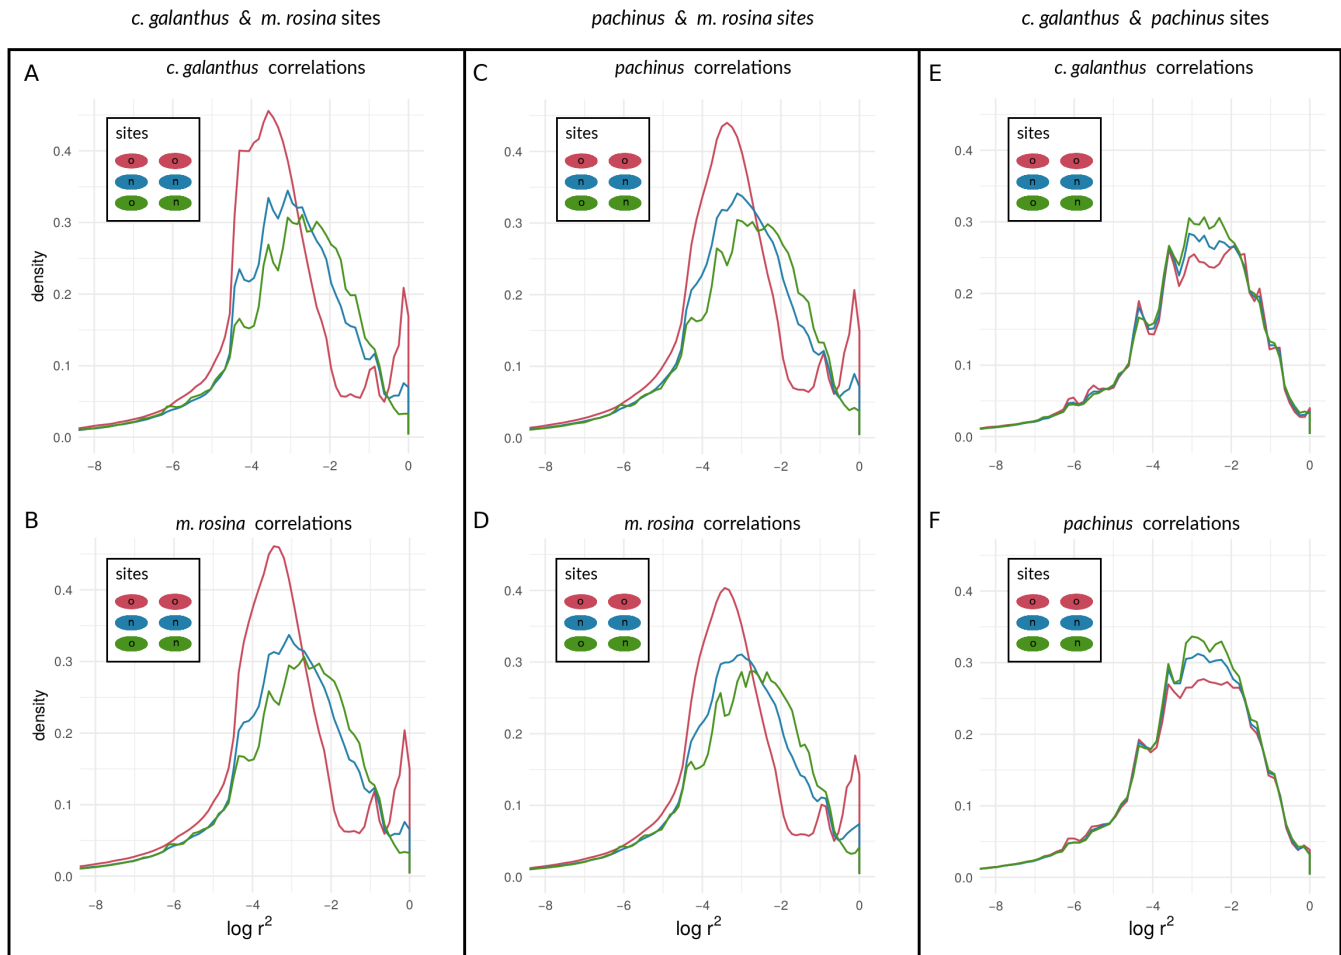 c. galanthus & m. rosina sites
pachinus & m. rosina sites
c. galanthus & pachinus sites
A
c. galanthus correlations
sites
o o
n n
o n
density
0.4
0.3
0.2
0.1
0.0
−8 −6 −4 −2 0
B
m. rosina correlations
sites
o o
n n
o n
density
0.4
0.3
0.2
0.1
0.0
−8 −6 −4 −2 0
log r²
C
pachinus correlations
sites
o o
n n
o n
0.4
0.3
0.2
0.1
0.0
−8 −6 −4 −2 0
D
m. rosina correlations
sites
o o
n n
o n
0.4
0.3
0.2
0.1
0.0
−8 −6 −4 −2 0
log r²
E
c. galanthus correlations
sites
o o
n n
o n
0.4
0.3
0.2
0.1
0.0
−8 −6 −4 −2 0
F
pachinus correlations
sites
o o
n n
o n
0.4
0.3
0.2
0.1
0.0
−8 −6 −4 −2 0
log r²